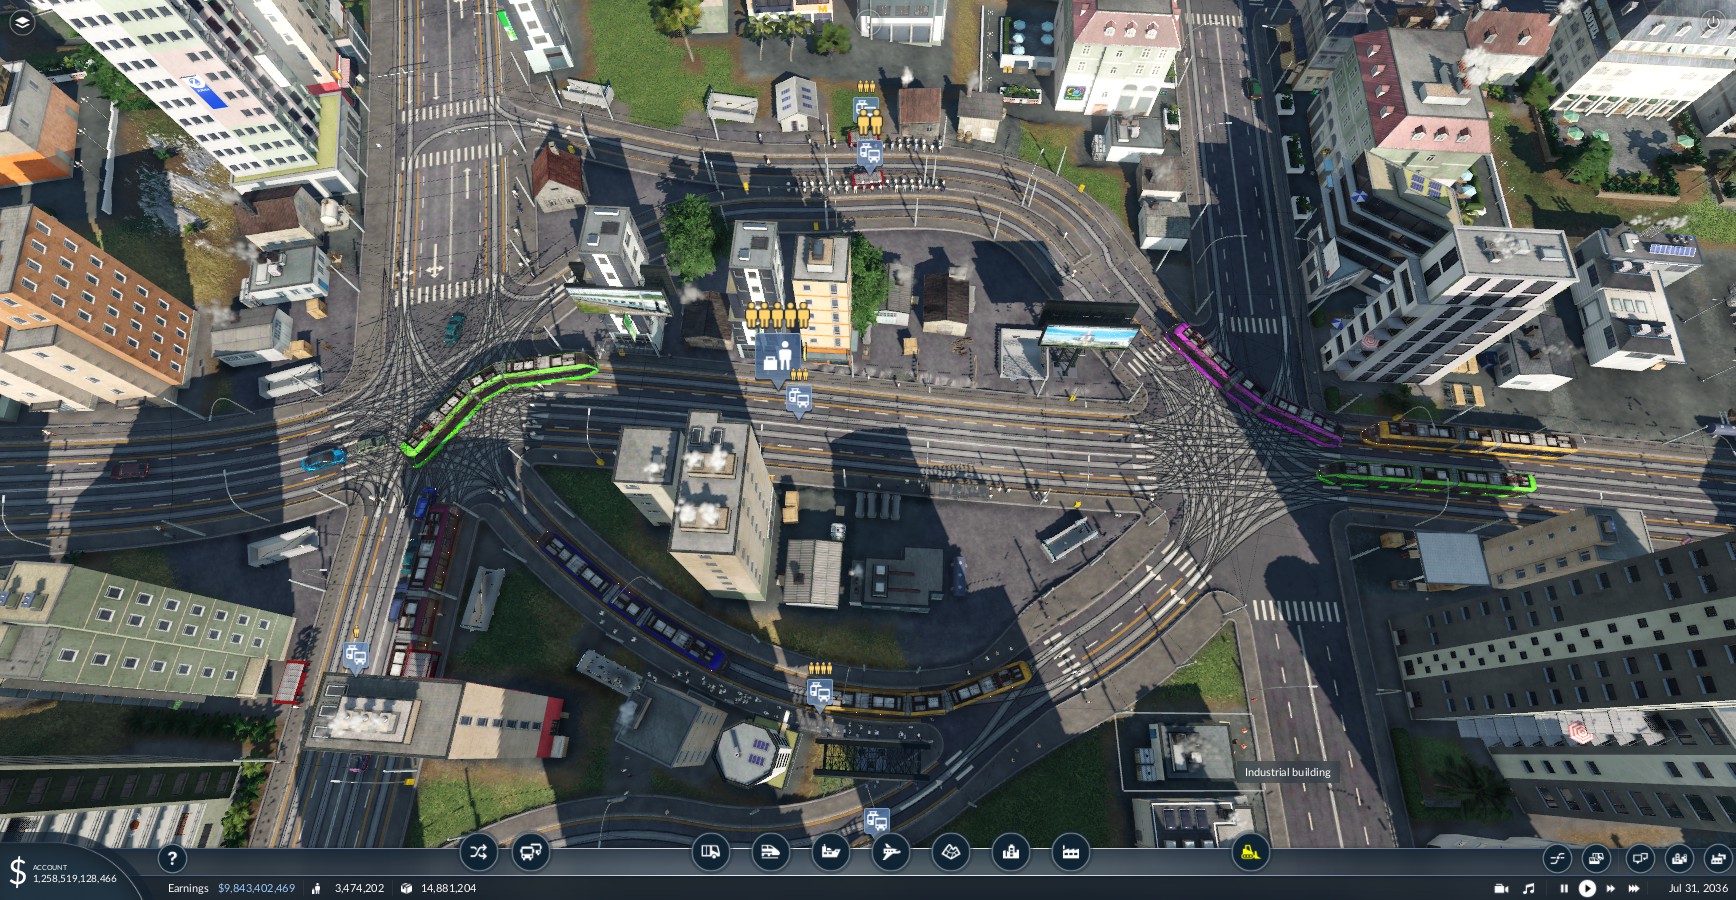 M
HOTEL
Industrial building
?
$
ACCOUNT
1,258,519,128,466
Earnings $9,843,402,469 3,474,202 14,881,204
Jul 31, 2036